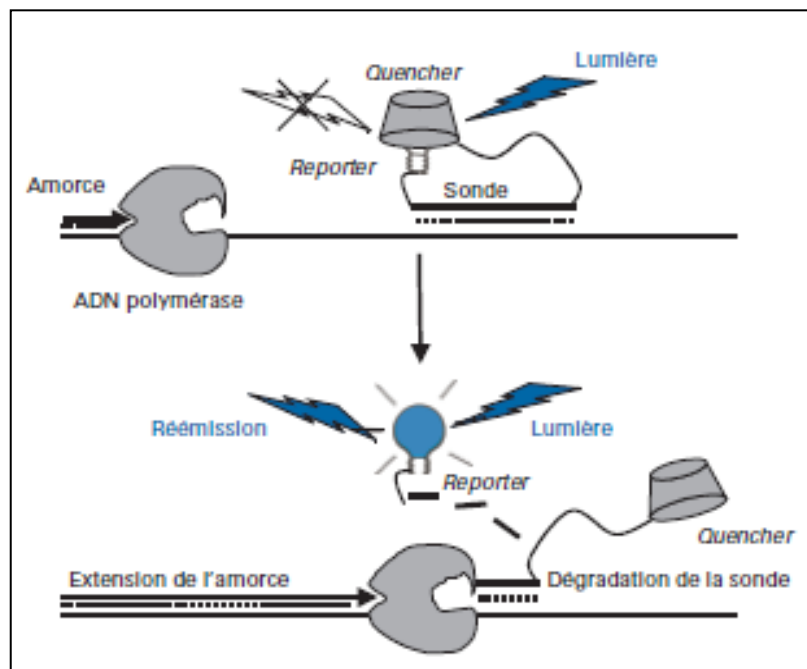 Quencher
Lumière
Reporter
Amorce
Sonde
ADN polymérase
Réémission
Lumière
Reporter
Quencher
Extension de l'amorce
Dégradation de la sonde